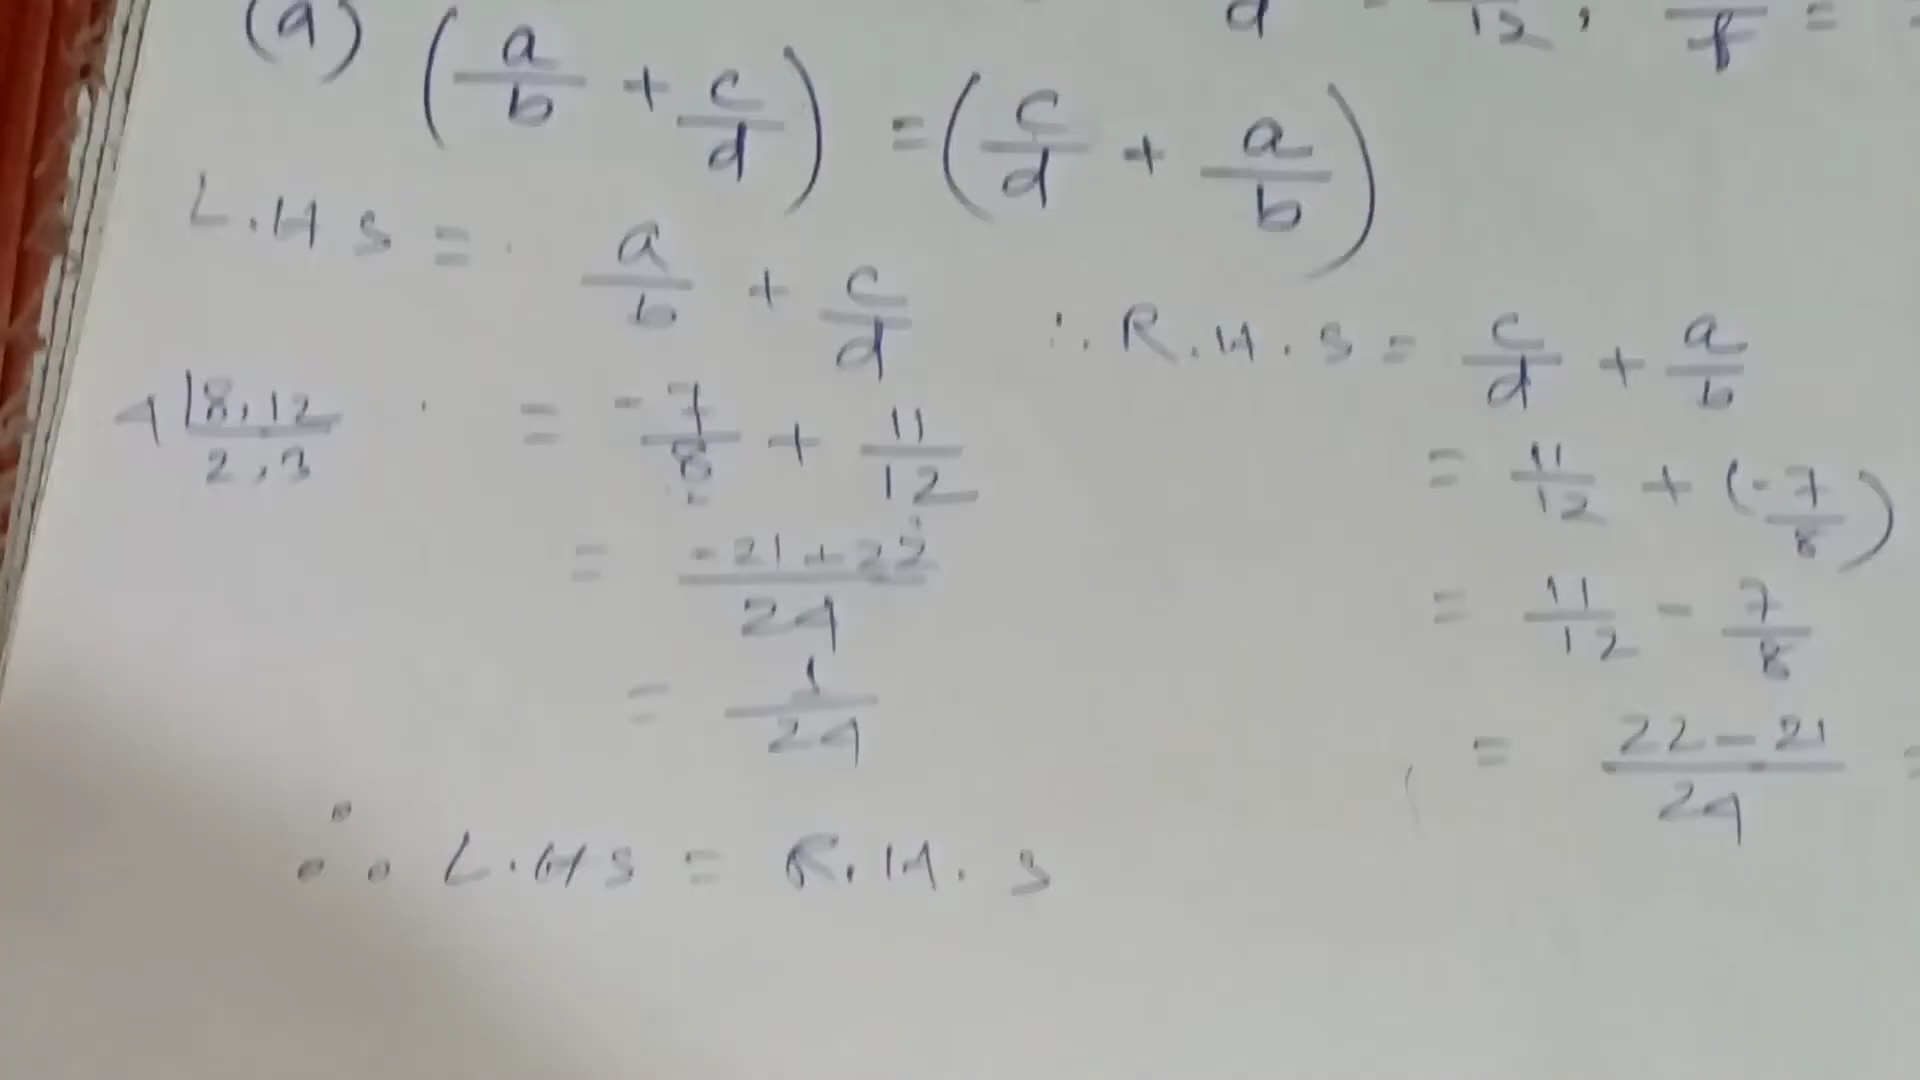 (a) (a/b + c/d) = (c/d + a/b)
L.H S = a/b + c/d
4 | 8, 12
2, 3
= -7/8 + 11/12
= -21 + 22 / 24
= 1/24
∴ R.H.S = c/d + a/b
= 11/12 + (-7/8)
= 11/12 - 7/8
= 22 - 21 / 24 =
∴ L.H S = R.H. S